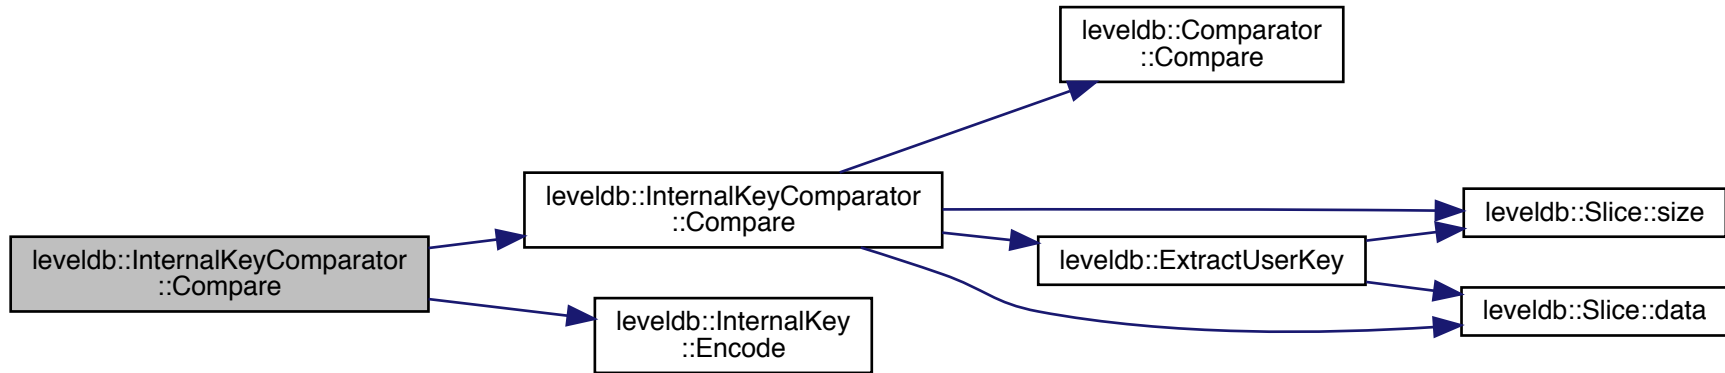 leveldb::InternalKeyComparator
::Compare
leveldb::InternalKeyComparator
::Compare
leveldb::InternalKey
::Encode
leveldb::Comparator
::Compare
leveldb::ExtractUserKey
leveldb::Slice::size
leveldb::Slice::data